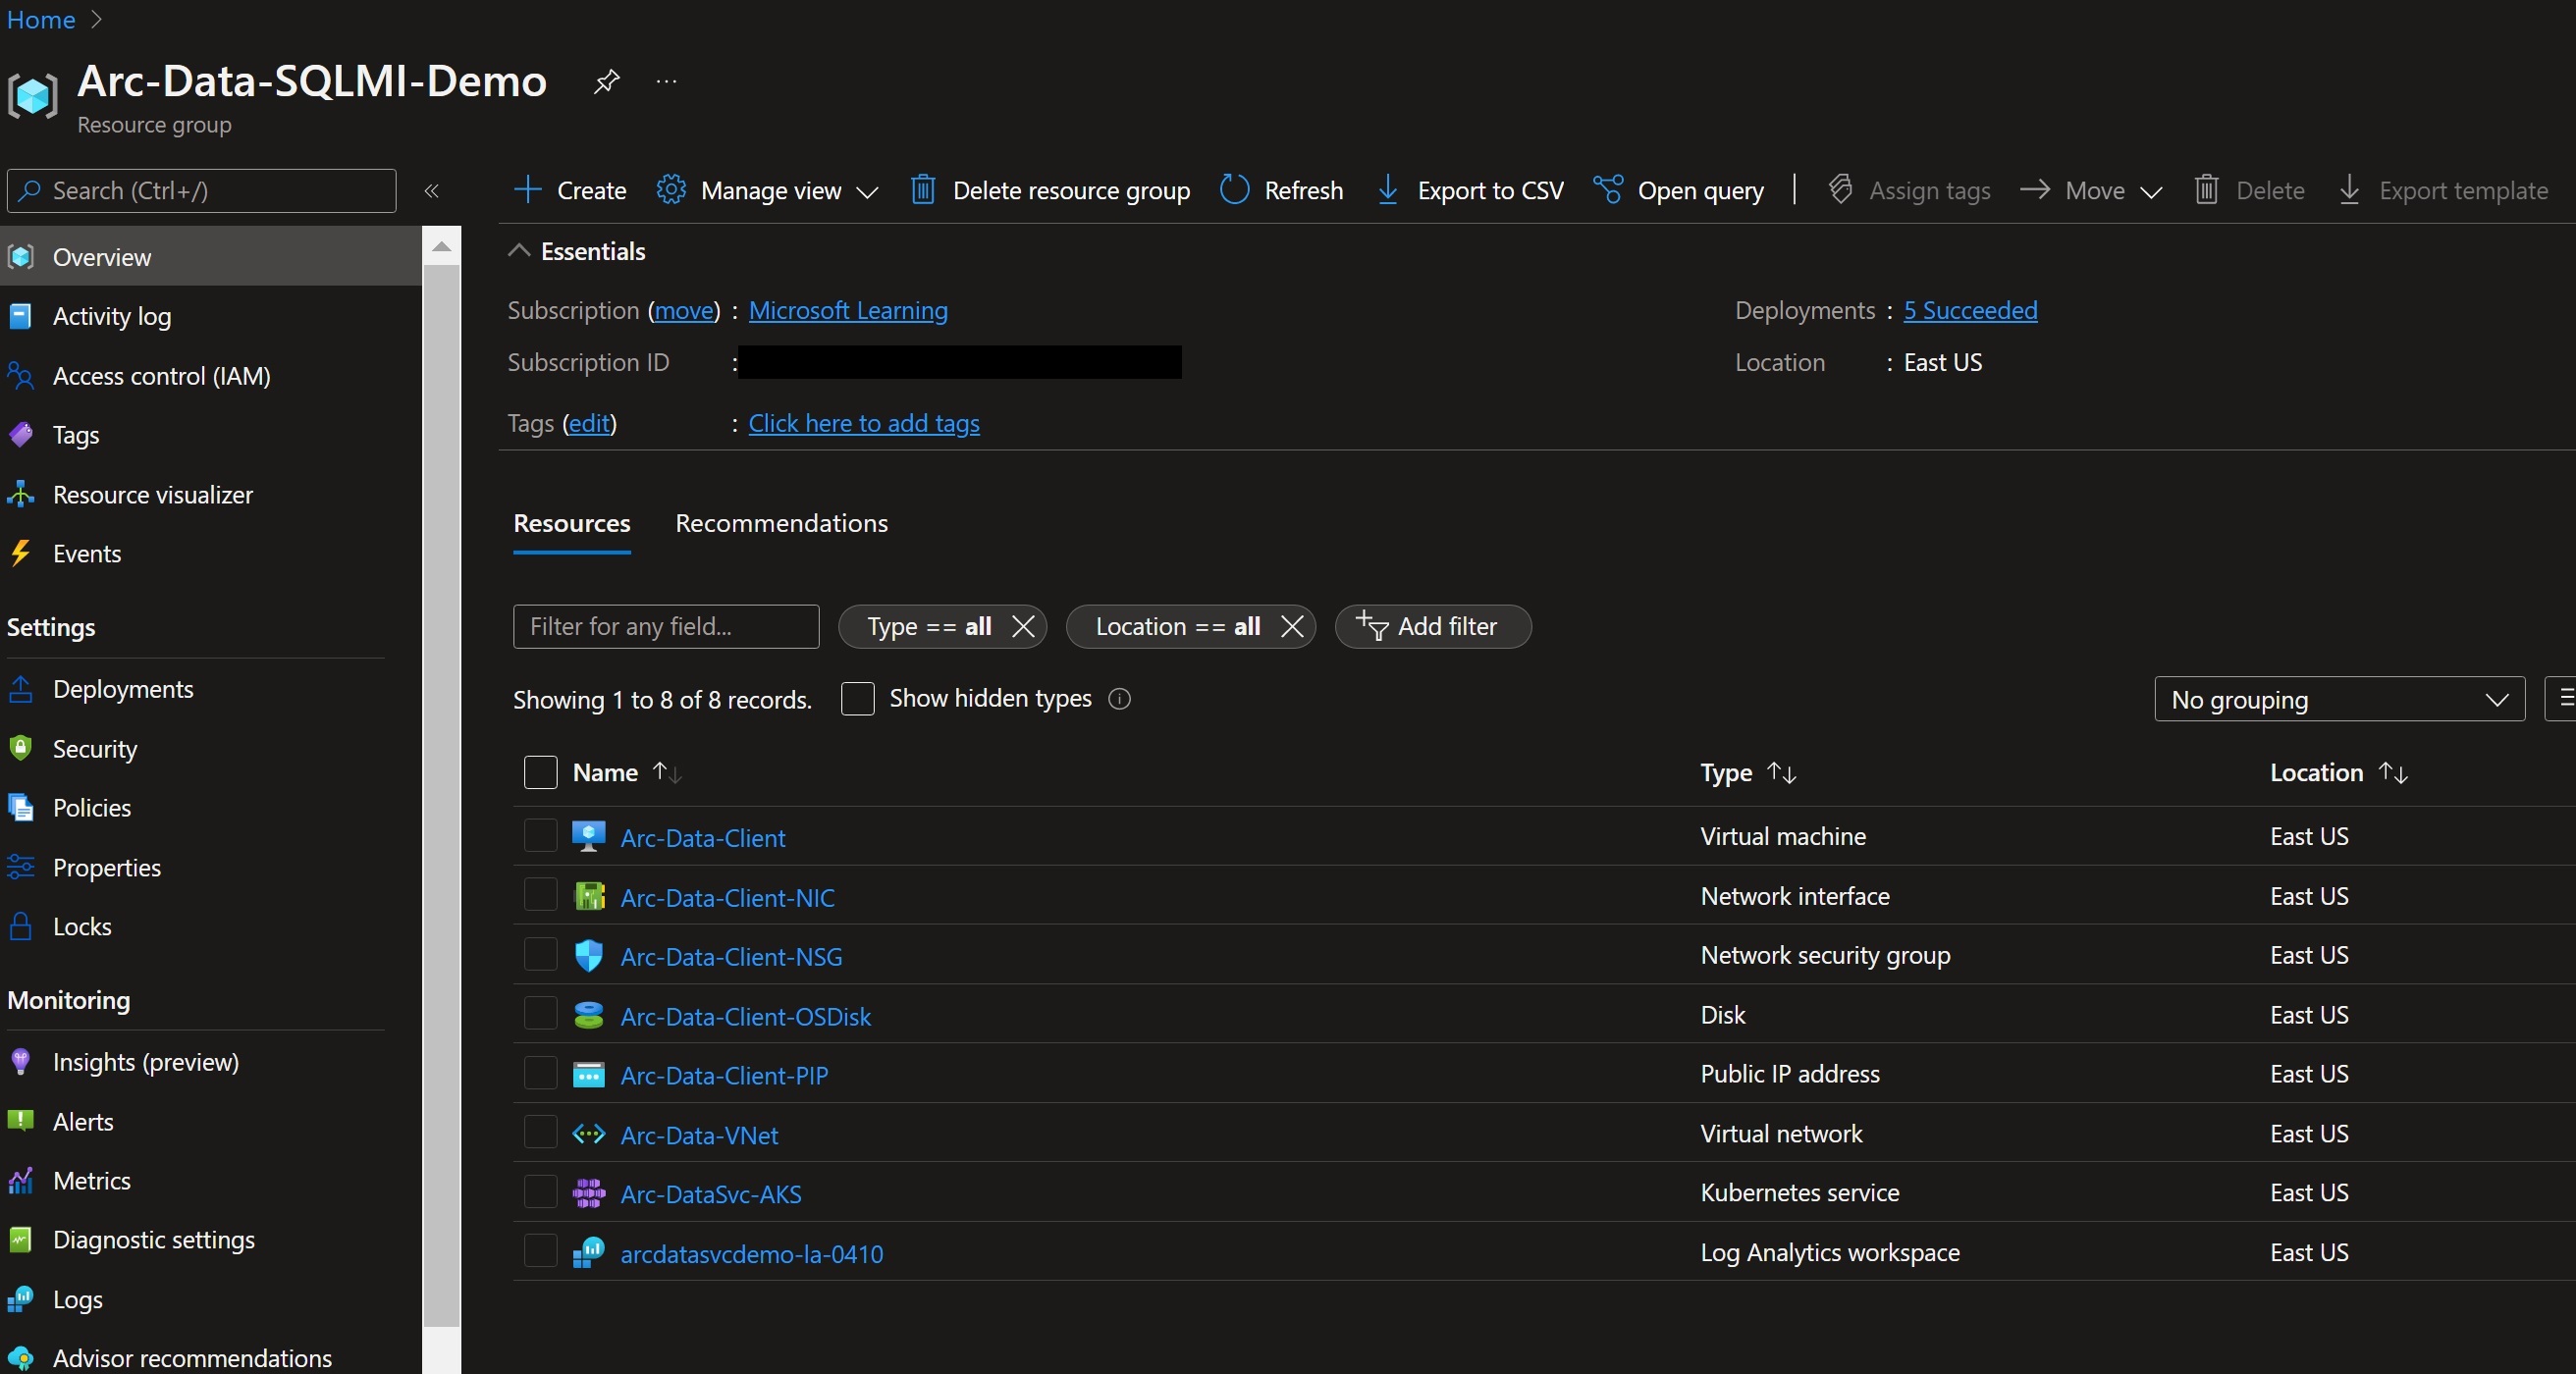 Home
Arc-Data-SQLMI-Demo
Resource group
Search (Ctrl+/)
Create Manage view Delete resource group Refresh Export to CSV Open query Assign tags Move Delete Export template
Overview
Activity log
Access control (IAM)
Tags
Resource visualizer
Events
Settings
Deployments
Security
Policies
Properties
Locks
Monitoring
Insights (preview)
Alerts
Metrics
Diagnostic settings
Logs
Advisor recommendations
Essentials
Subscription (move) : Microsoft Learning
Subscription ID :
Tags (edit) : Click here to add tags
Deployments : 5 Succeeded
Location : East US
Resources Recommendations
Filter for any field... Type == all Location == all Add filter
Showing 1 to 8 of 8 records. Show hidden types No grouping
Name Type Location
Arc-Data-Client Virtual machine East US
Arc-Data-Client-NIC Network interface East US
Arc-Data-Client-NSG Network security group East US
Arc-Data-Client-OSDisk Disk East US
Arc-Data-Client-PIP Public IP address East US
Arc-Data-VNet Virtual network East US
Arc-DataSvc-AKS Kubernetes service East US
arcdatasvcdemo-la-0410 Log Analytics workspace East US